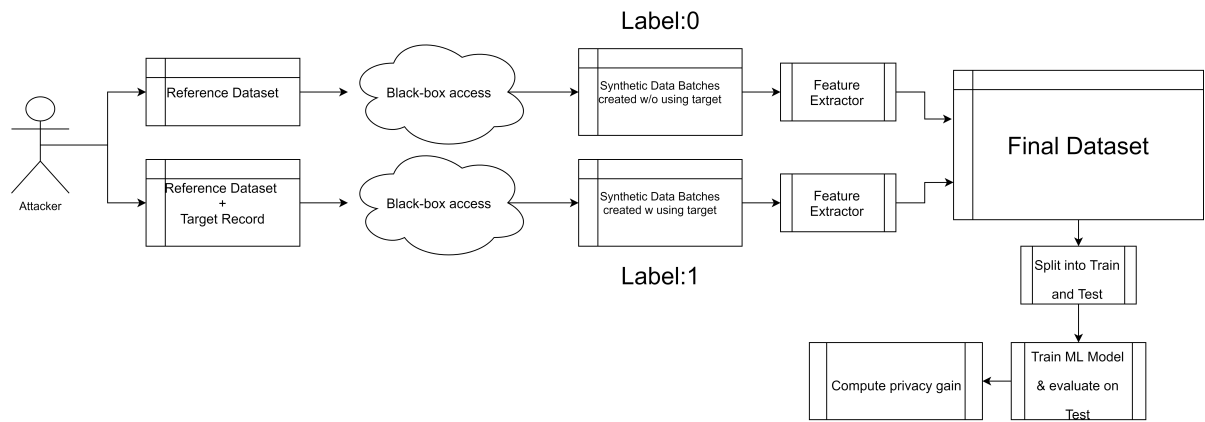 Label:0
Reference Dataset
Black-box access
Synthetic Data Batches
created w/o using target
Feature
Extractor
Final Dataset
Attacker
Reference Dataset
+
Target Record
Black-box access
Synthetic Data Batches
created w using target
Feature
Extractor
Label:1
Split into Train
and Test
Train ML Model
& evaluate on
Test
Compute privacy gain